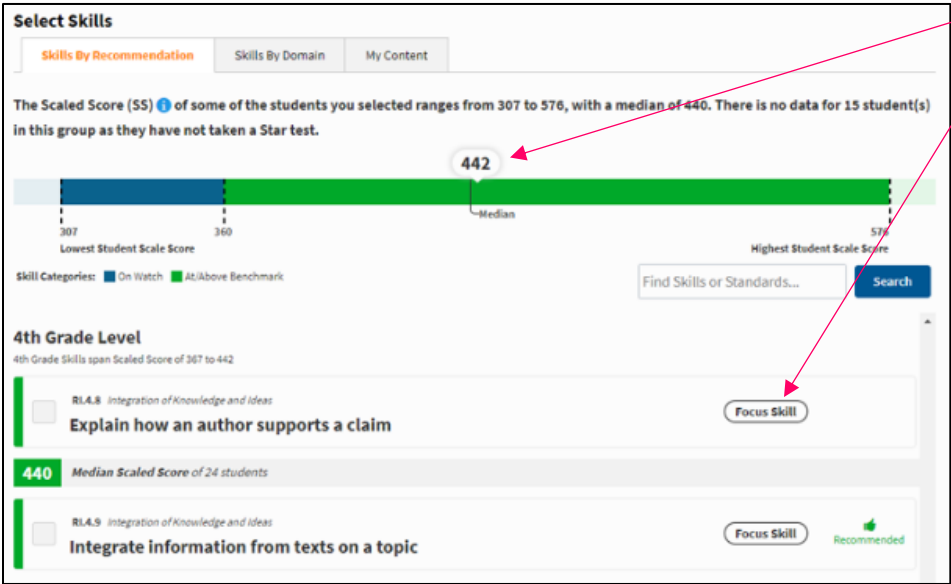 Select Skills
Skills By Recommendation Skills By Domain My Content
The Scaled Score (SS) of some of the students you selected ranges from 307 to 576, with a median of 440. There is no data for 15 student(s)
in this group as they have not taken a Star test.
442
Median
307 360 576
Lowest Student Scale Score Highest Student Scale Score
Skill Categories: On Watch At/Above Benchmark
Find Skills or Standards... Search
4th Grade Level
4th Grade Skills span Scaled Score of 367 to 442
RI.4.8 Integration of Knowledge and Ideas
Explain how an author supports a claim
Focus Skill
440 Median Scaled Score of 24 students
RI.4.9 Integration of Knowledge and Ideas
Integrate information from texts on a topic
Focus Skill
Recommended